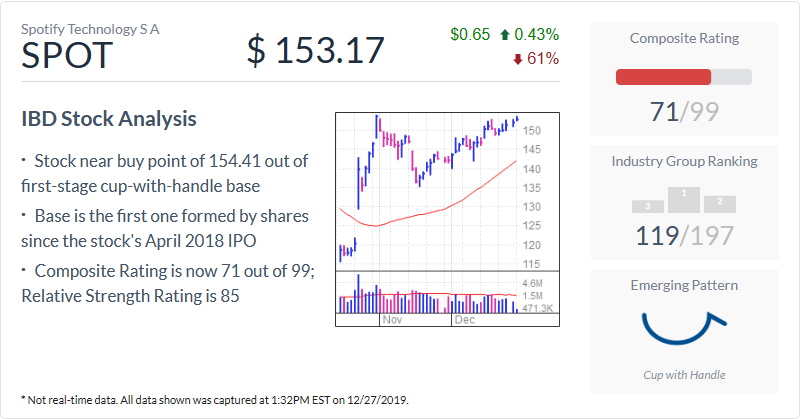 Spotify Technology S A
SPOT
$ 153.17
$0.65 0.43%
61%
IBD Stock Analysis
· Stock near buy point of 154.41 out of
first-stage cup-with-handle base
· Base is the first one formed by shares
since the stock's April 2018 IPO
· Composite Rating is now 71 out of 99;
Relative Strength Rating is 85
150
145
140
135
130
125
120
115
4.6M
1.5M
471.3K
Nov Dec
Composite Rating
71/99
Industry Group Ranking
3 1 2
119/197
Emerging Pattern
Cup with Handle
* Not real-time data. All data shown was captured at 1:32PM EST on 12/27/2019.